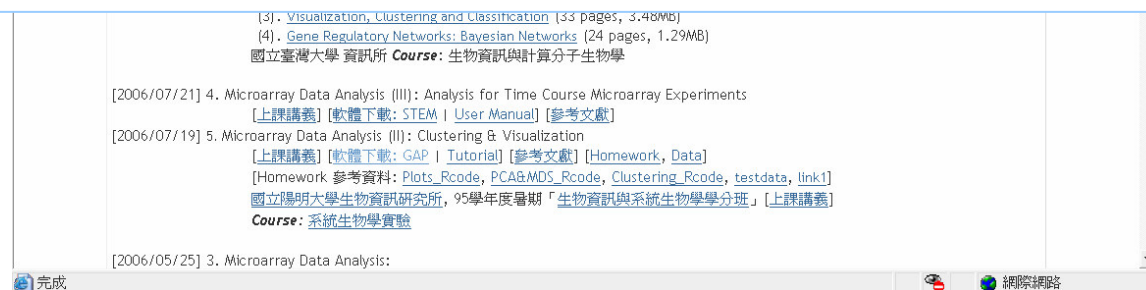 (3). Visualization, Clustering and Classification (33 pages, 3.48MB)
(4). Gene Regulatory Networks: Bayesian Networks (24 pages, 1.29MB)
國立臺灣大學 資訊所 Course: 生物資訊與計算分子生物學
[2006/07/21] 4. Microarray Data Analysis (III): Analysis for Time Course Microarray Experiments
[上課講義] [軟體下載: STEM | User Manual] [參考文獻]
[2006/07/19] 5. Microarray Data Analysis (II): Clustering & Visualization
[上課講義] [軟體下載: GAP | Tutorial] [參考文獻] [Homework, Data]
[Homework 參考資料: Plots_Rcode, PCA&MDS_Rcode, Clustering_Rcode, testdata, link1]
國立陽明大學生物資訊研究所, 95學年度暑期「生物資訊與系統生物學學分班」[上課講義]
Course: 系統生物學實驗
[2006/05/25] 3. Microarray Data Analysis:
完成 網際網路